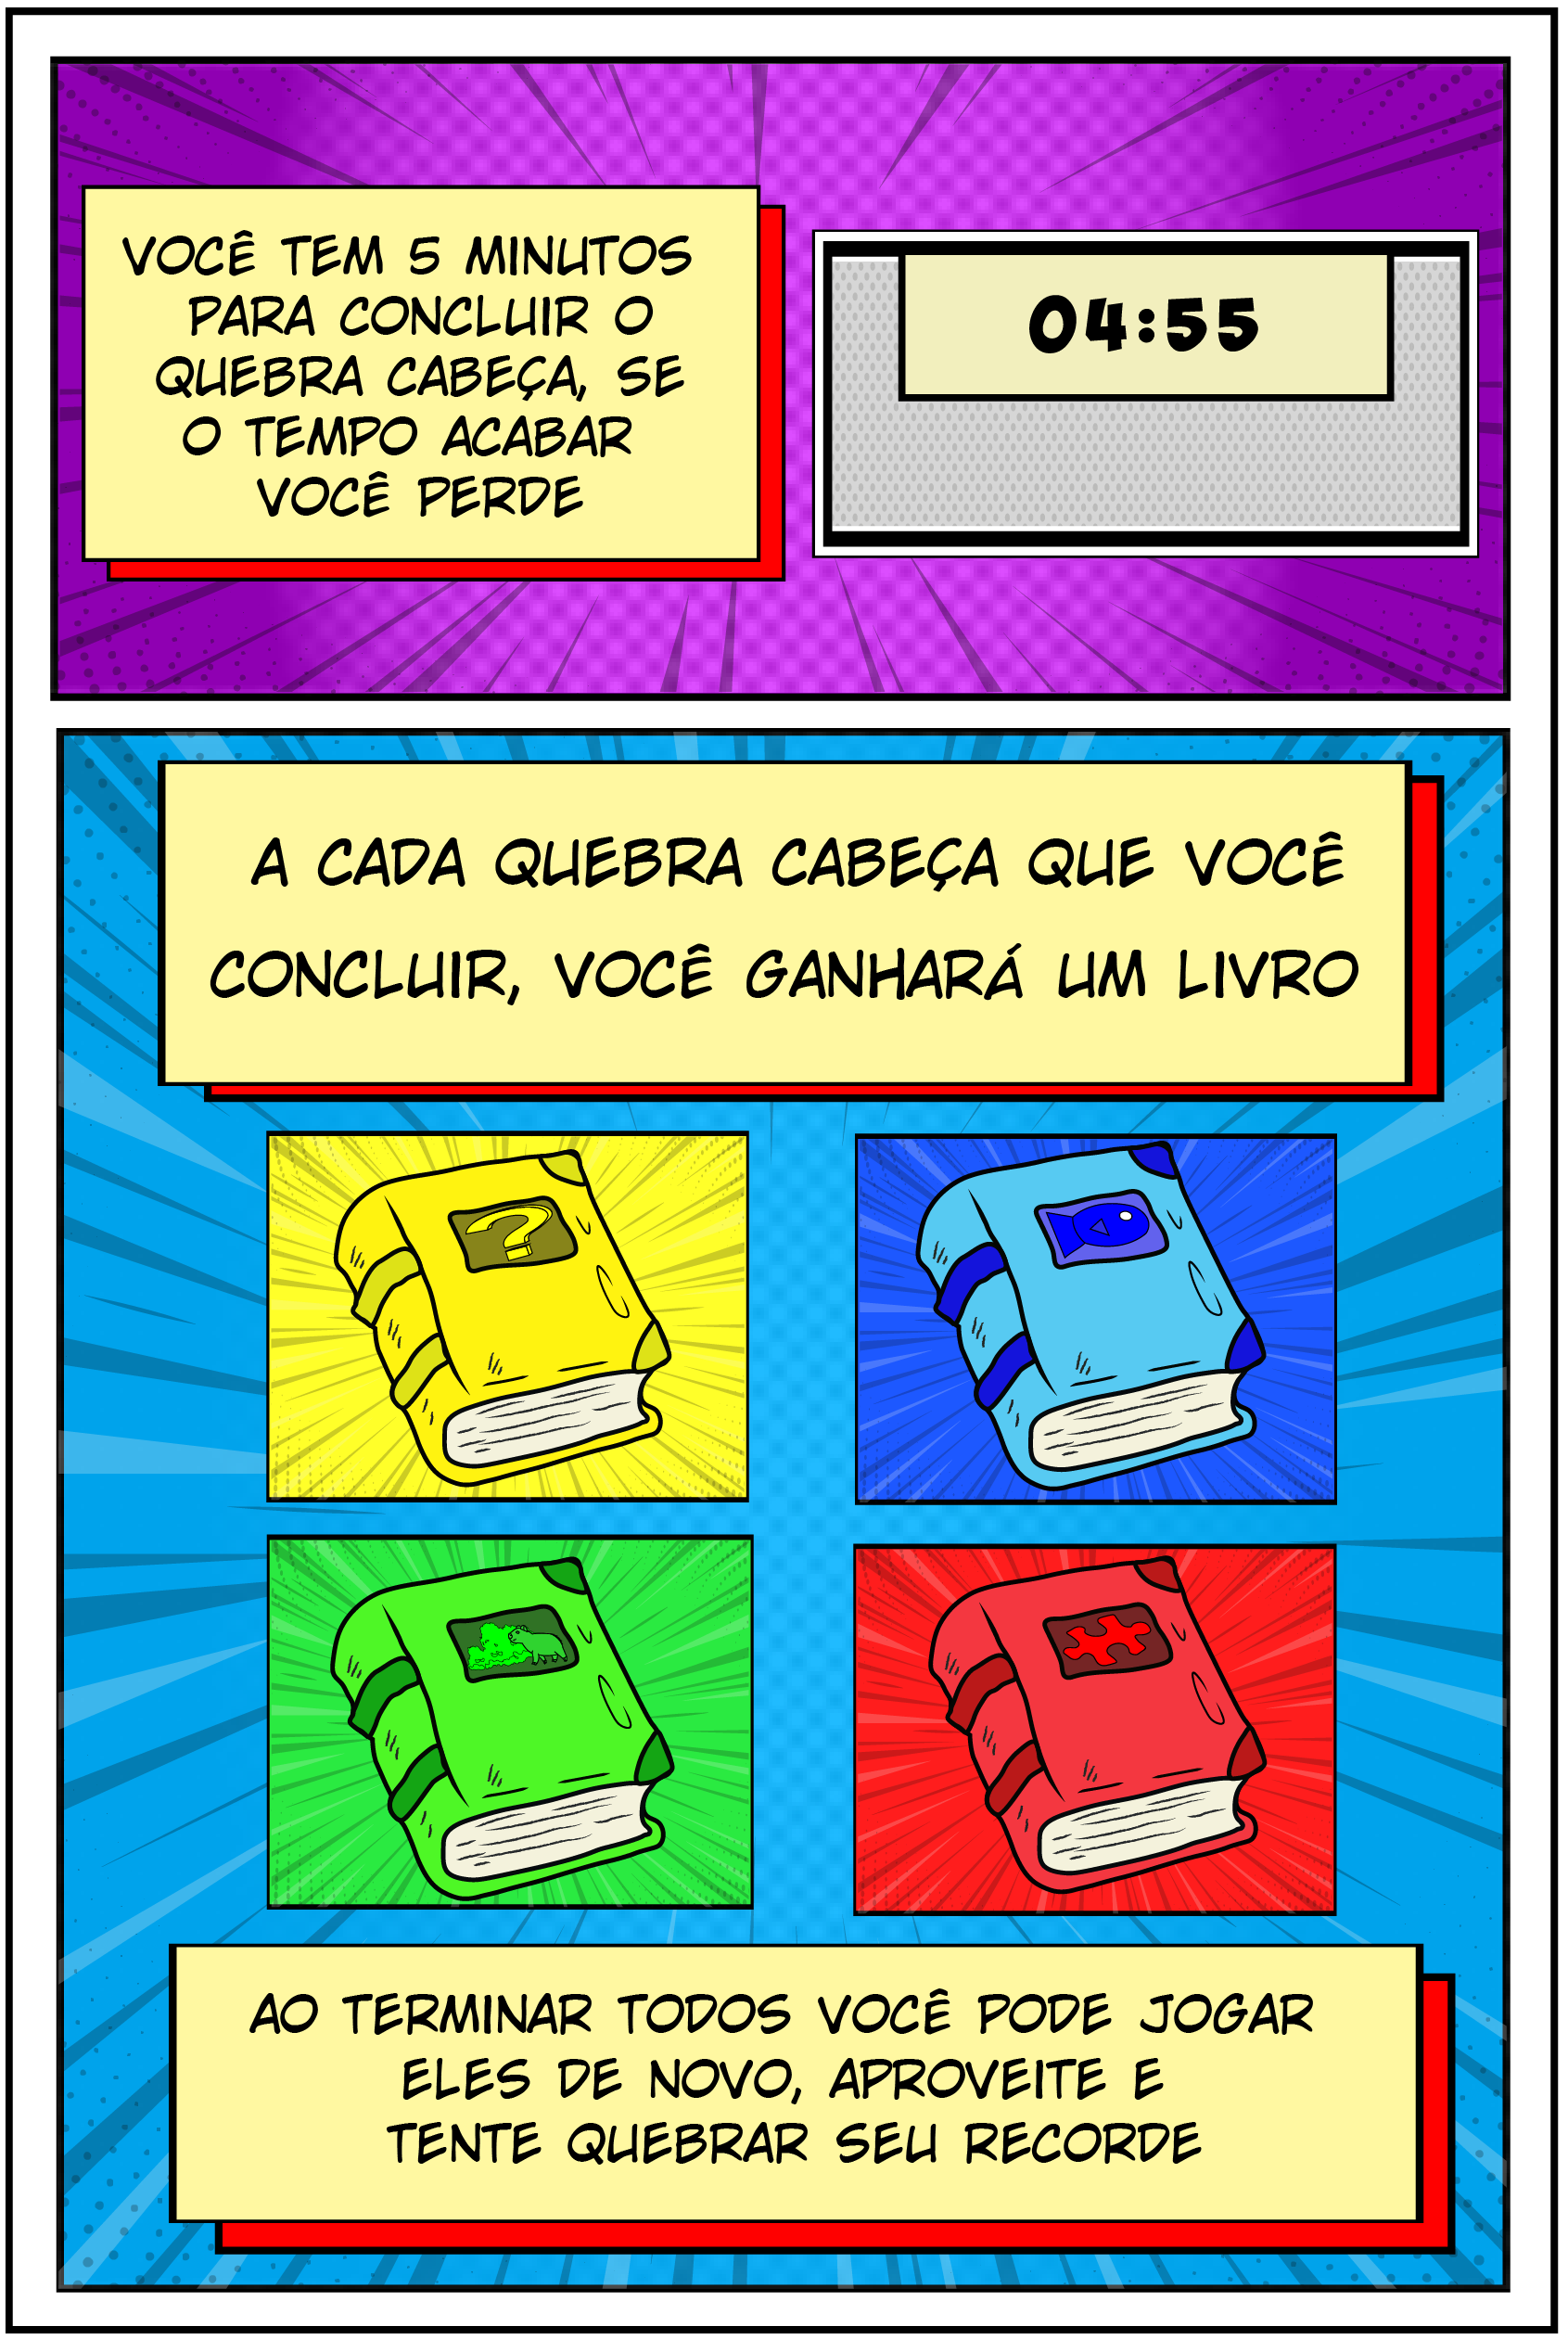 VOCÊ TEM 5 MINUTOS
PARA CONCLUIR O
QUEBRA CABEÇA, SE
O TEMPO ACABAR
VOCÊ PERDE
04:55
A CADA QUEBRA CABEÇA QUE VOCÊ
CONCLUIR, VOCÊ GANHARÁ UM LIVRO
?
AO TERMINAR TODOS VOCÊ PODE JOGAR
ELES DE NOVO, APROVEITE E
TENTE QUEBRAR SEU RECORDE